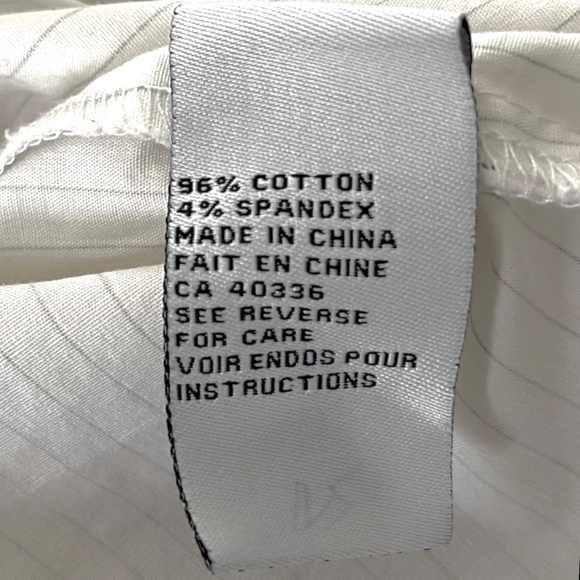 96% COTTON
4% SPANDEX
MADE IN CHINA
FAIT EN CHINE
CA 40336
SEE REVERSE
FOR CARE
VOIR ENDOS POUR
INSTRUCTIONS